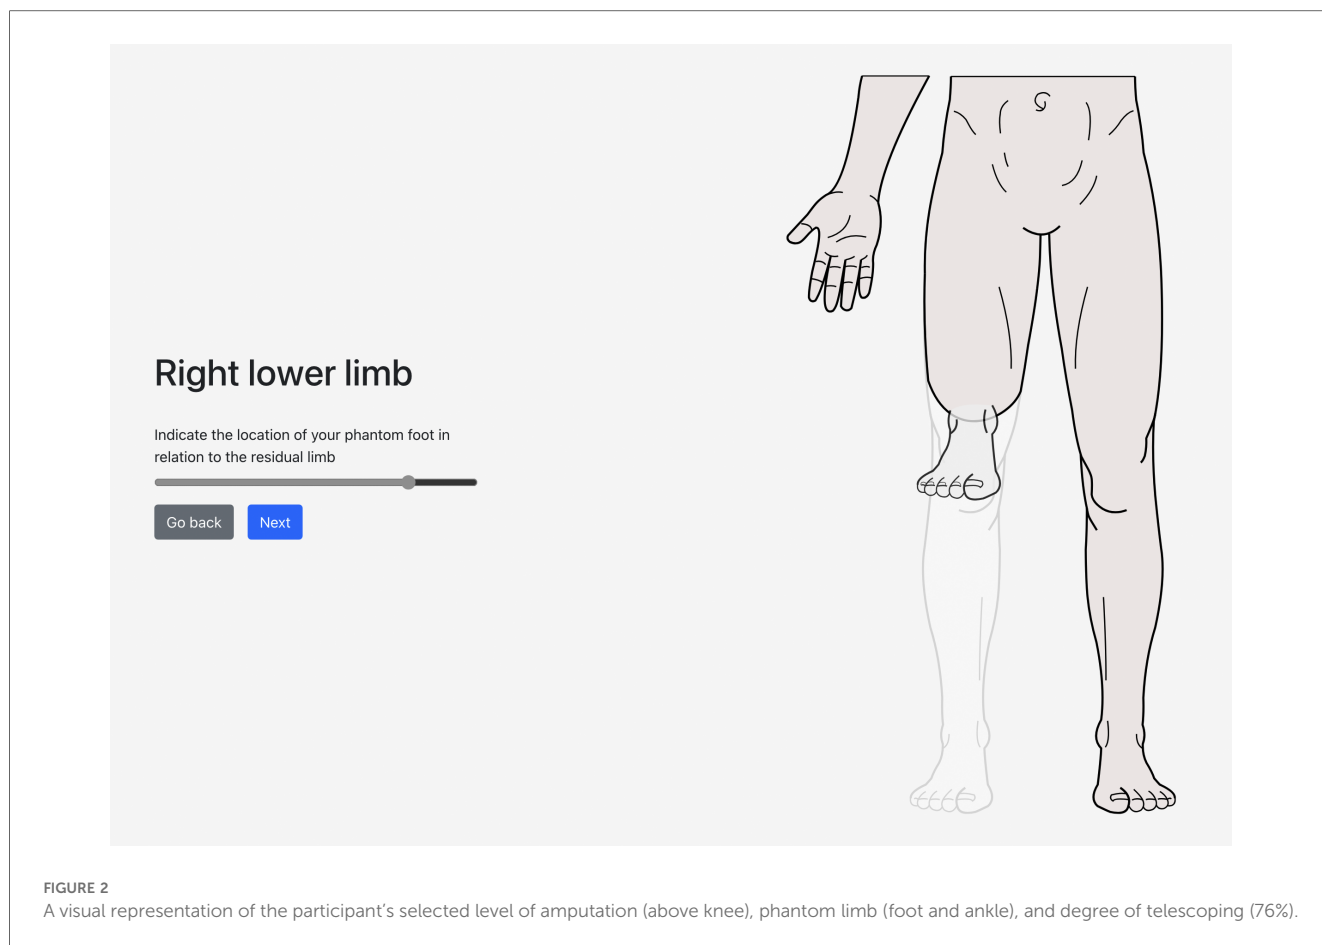 Right lower limb
Indicate the location of your phantom foot in
relation to the residual limb
Go back
Next
FIGURE 2
A visual representation of the participant’s selected level of amputation (above knee), phantom limb (foot and ankle), and degree of telescoping (76%).